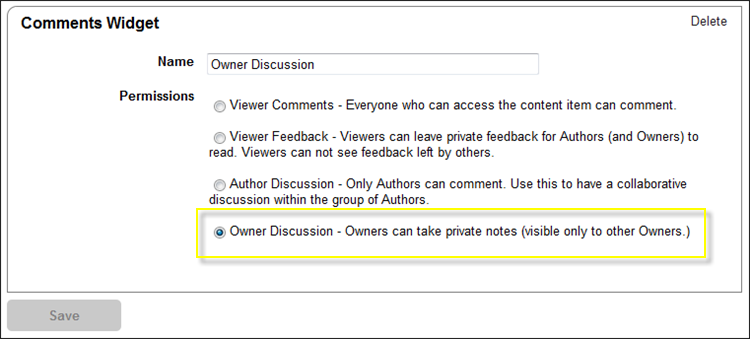 Comments Widget
Delete
Name
Owner Discussion
Permissions
Viewer Comments - Everyone who can access the content item can comment.
Viewer Feedback - Viewers can leave private feedback for Authors (and Owners) to
read. Viewers can not see feedback left by others.
Author Discussion - Only Authors can comment. Use this to have a collaborative
discussion within the group of Authors.
Owner Discussion - Owners can take private notes (visible only to other Owners.)
Save